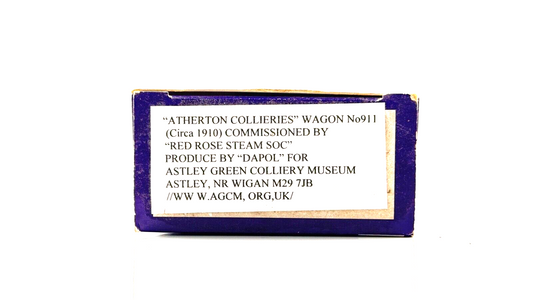 "ATHERTON COLLIERIES" WAGON No911
(Circa 1910) COMMISSIONED BY
"RED ROSE STEAM SOC"
PRODUCE BY "DAPOL" FOR
ASTLEY GREEN COLLIERY MUSEUM
ASTLEY, NR WIGAN M29 7JB
//WW W.AGCM, ORG,UK/